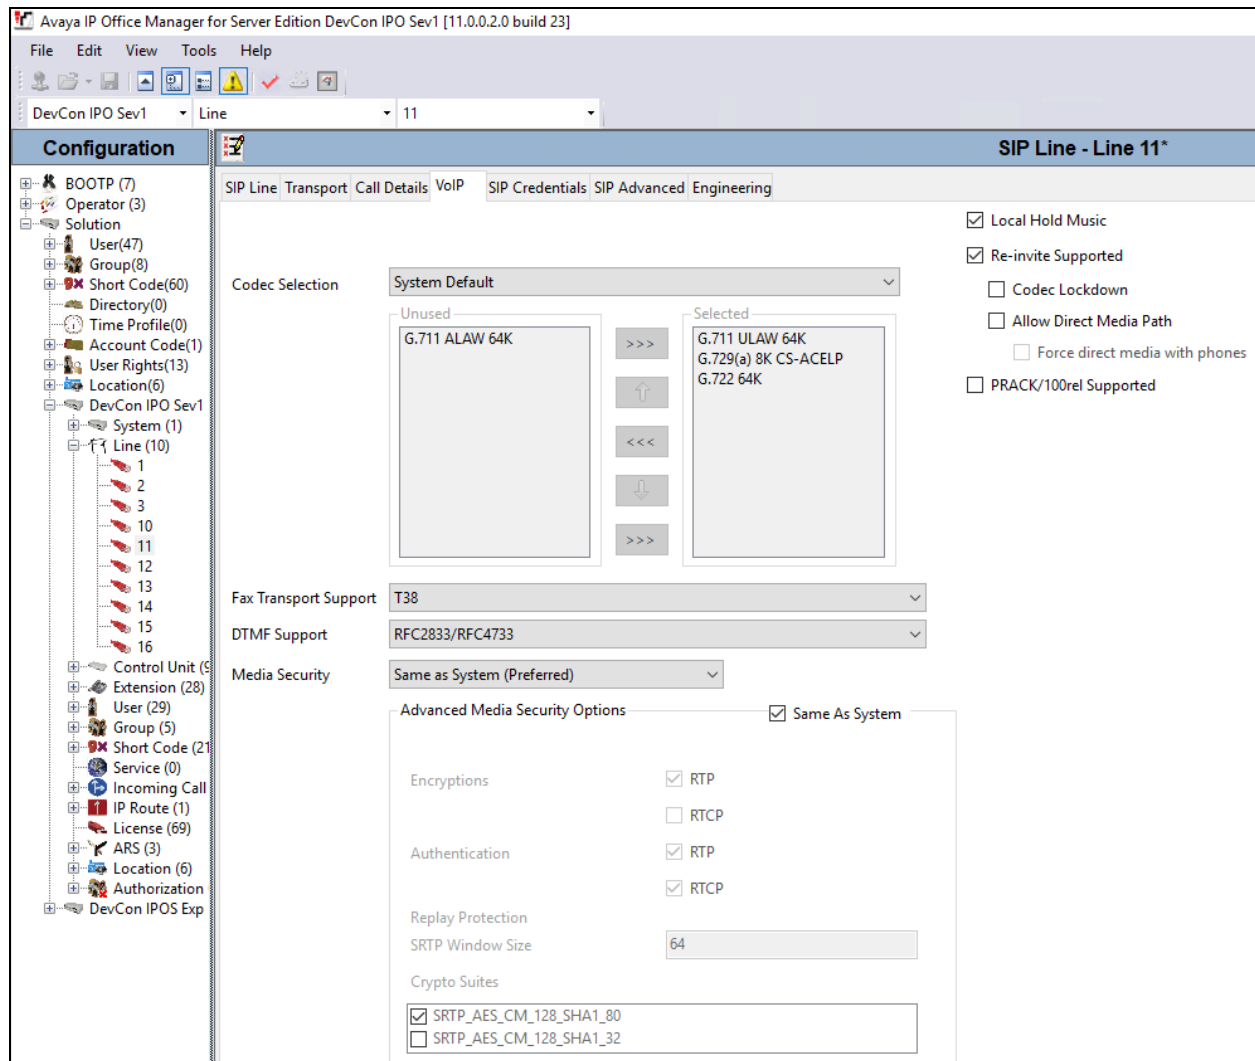 Avaya IP Office Manager for Server Edition DevCon IPO Sev1 [11.0.0.2.0 build 23]
File Edit View Tools Help
DevCon IPO Sev1 Line 11
Configuration
SIP Line - Line 11*
BOOTP (7)
Operator (3)
Solution
User(47)
Group(8)
Short Code(60)
Directory(0)
Time Profile(0)
Account Code(1)
User Rights(13)
Location(6)
DevCon IPO Sev1
System (1)
Line (10)
1
2
3
10
11
12
13
14
15
16
Control Unit (9
Extension (28)
User (29)
Group (5)
Short Code (21
Service (0)
Incoming Call
IP Route (1)
License (69)
ARS (3)
Location (6)
Authorization
DevCon IPOS Exp
SIP Line Transport Call Details VoIP SIP Credentials SIP Advanced Engineering
Codec Selection System Default
Unused
G.711 ALAW 64K
>>>
<<<
>>>
Selected
G.711 ULAW 64K
G.729(a) 8K CS-ACELP
G.722 64K
Fax Transport Support T38
DTMF Support RFC2833/RFC4733
Media Security Same as System (Preferred)
Advanced Media Security Options Same As System
Encryptions RTP
RTCP
Authentication RTP
RTCP
Replay Protection
SRTP Window Size 64
Crypto Suites
SRTP_AES_CM_128_SHA1_80
SRTP_AES_CM_128_SHA1_32
Local Hold Music
Re-invite Supported
Codec Lockdown
Allow Direct Media Path
Force direct media with phones
PRACK/100rel Supported